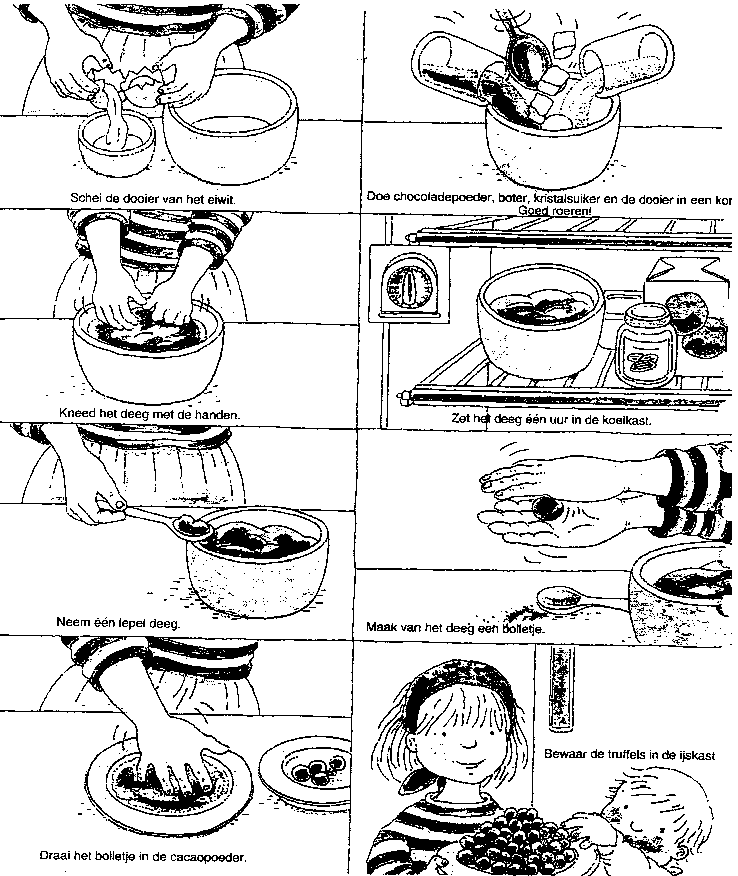 Schei de dooier van het eiwit.
Doe chocoladepoeder, boter, kristalsuiker en de dooier in een kor
Goed roeren!
Kneed het deeg met de handen.
Zet het deeg één uur in de koelkast.
Neem één lepel deeg.
Maak van het deeg een bolletje.
Draai het bolletje in de cacaopoeder.
Bewaar de truffels in de ijskast